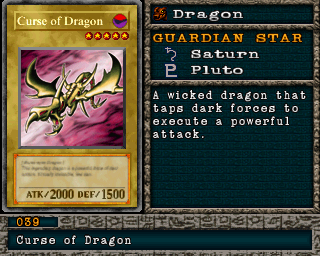 Curse of Dragon
ATK/2000 DEF/1500
Dragon
GUARDIAN STAR
Saturn
Pluto
A wicked dragon that
taps dark forces to
execute a powerful
attack.
039
Curse of Dragon